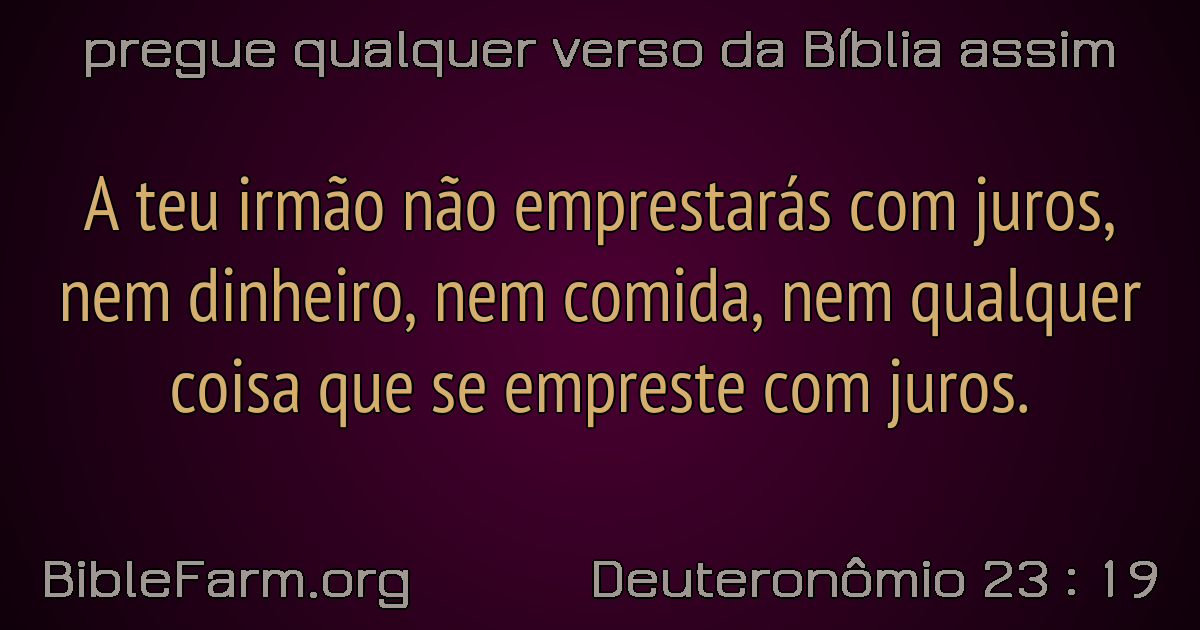 pregue qualquer verso da Bíblia assim
A teu irmão não emprestarás com juros,
nem dinheiro, nem comida, nem qualquer
coisa que se empreste com juros.
BibleFarm.org
Deuteronômio 23 : 19